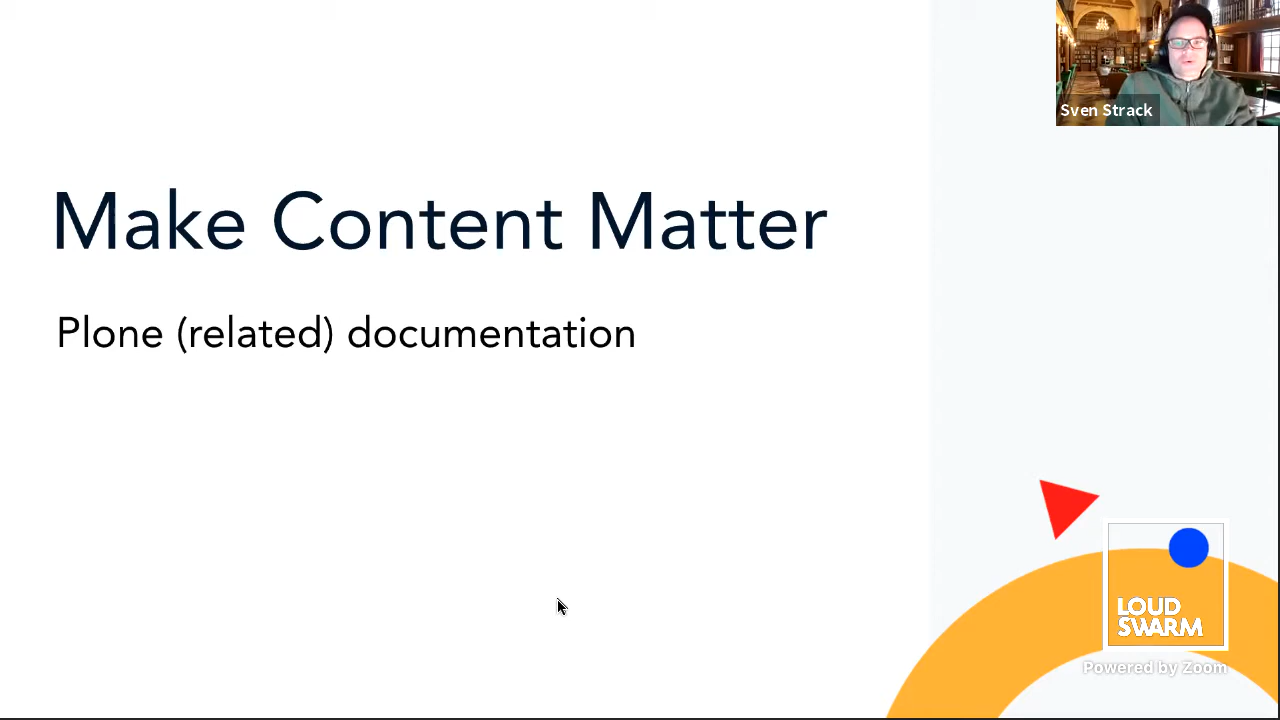 Sven Strack
Make Content Matter
Plone (related) documentation
LOUD
SWARM
Powered by Zoom